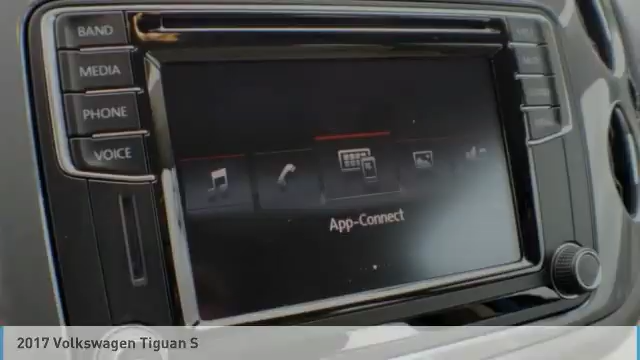 BAND
MEDIA
PHONE
VOICE
App-Connect
2017 Volkswagen Tiguan S